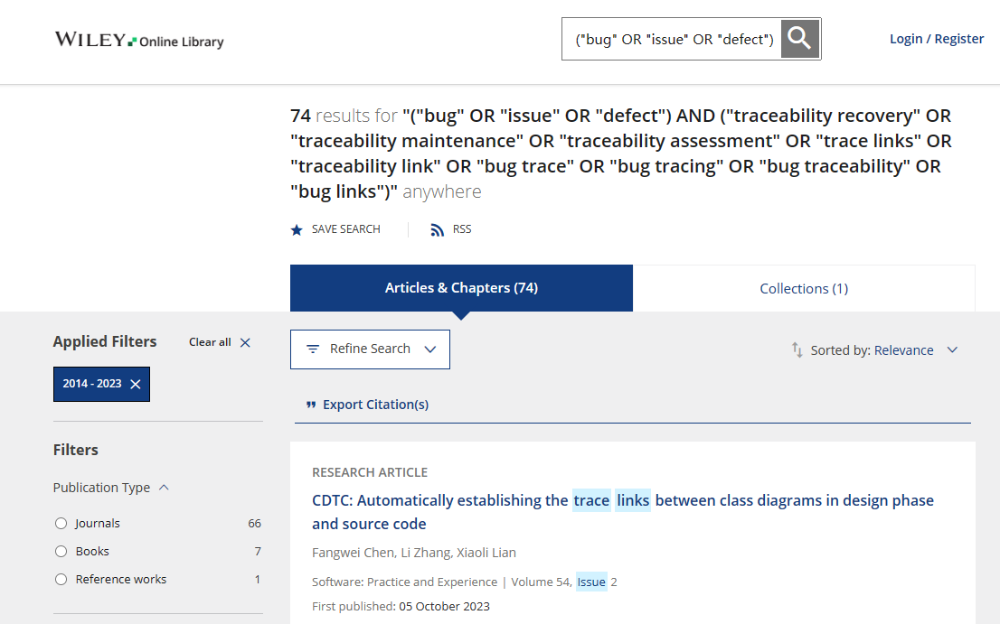 WILEY Online Library
("bug" OR "issue" OR "defect")
Login / Register
74 results for "("bug" OR "issue" OR "defect") AND ("traceability recovery" OR
"traceability maintenance" OR "traceability assessment" OR "trace links" OR
"traceability link" OR "bug trace" OR "bug tracing" OR "bug traceability" OR
"bug links")" anywhere
SAVE SEARCH
RSS
Articles & Chapters (74)
Collections (1)
Applied Filters
Clear all
2014 - 2023
Refine Search
Sorted by: Relevance
Export Citation(s)
Filters
Publication Type
Journals 66
Books 7
Reference works 1
RESEARCH ARTICLE
CDTC: Automatically establishing the trace links between class diagrams in design phase
and source code
Fangwei Chen, Li Zhang, Xiaoli Lian
Software: Practice and Experience | Volume 54, Issue 2
First published: 05 October 2023